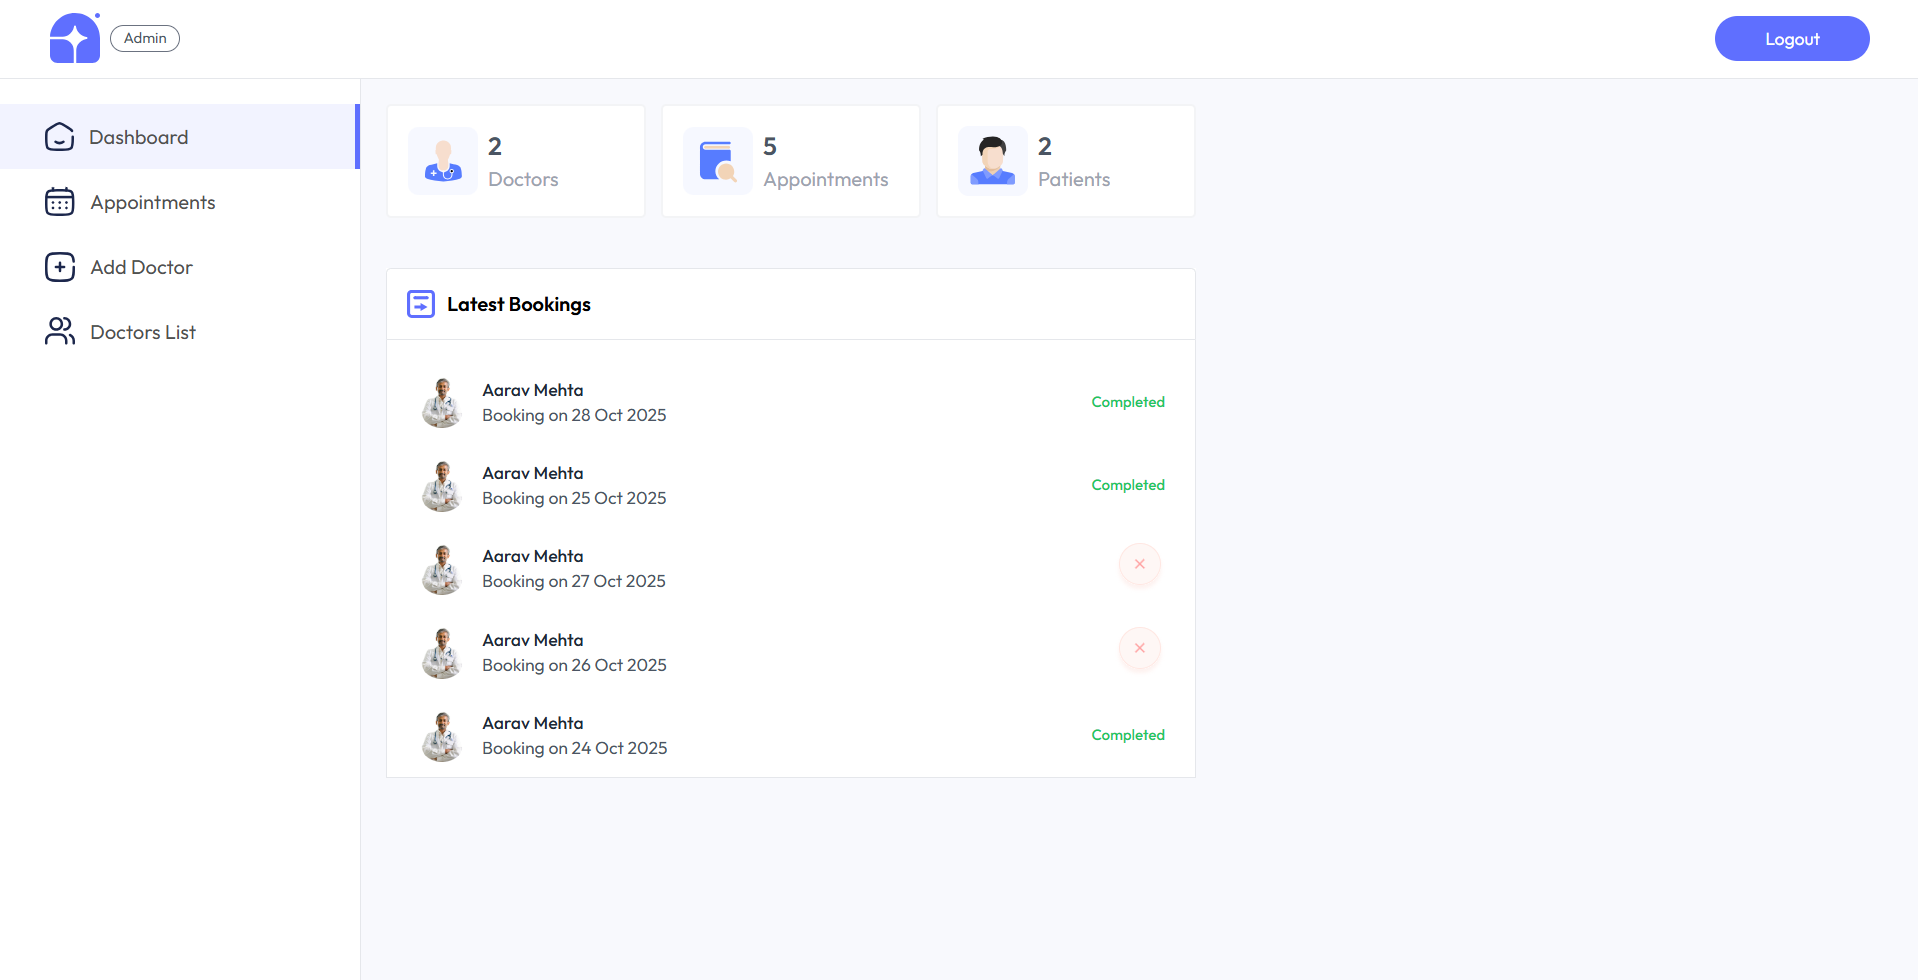 Admin
Logout
Dashboard
Appointments
Add Doctor
Doctors List
2
Doctors
5
Appointments
2
Patients
Latest Bookings
Aarav Mehta
Booking on 28 Oct 2025
Completed
Aarav Mehta
Booking on 25 Oct 2025
Completed
Aarav Mehta
Booking on 27 Oct 2025
Aarav Mehta
Booking on 26 Oct 2025
Aarav Mehta
Booking on 24 Oct 2025
Completed